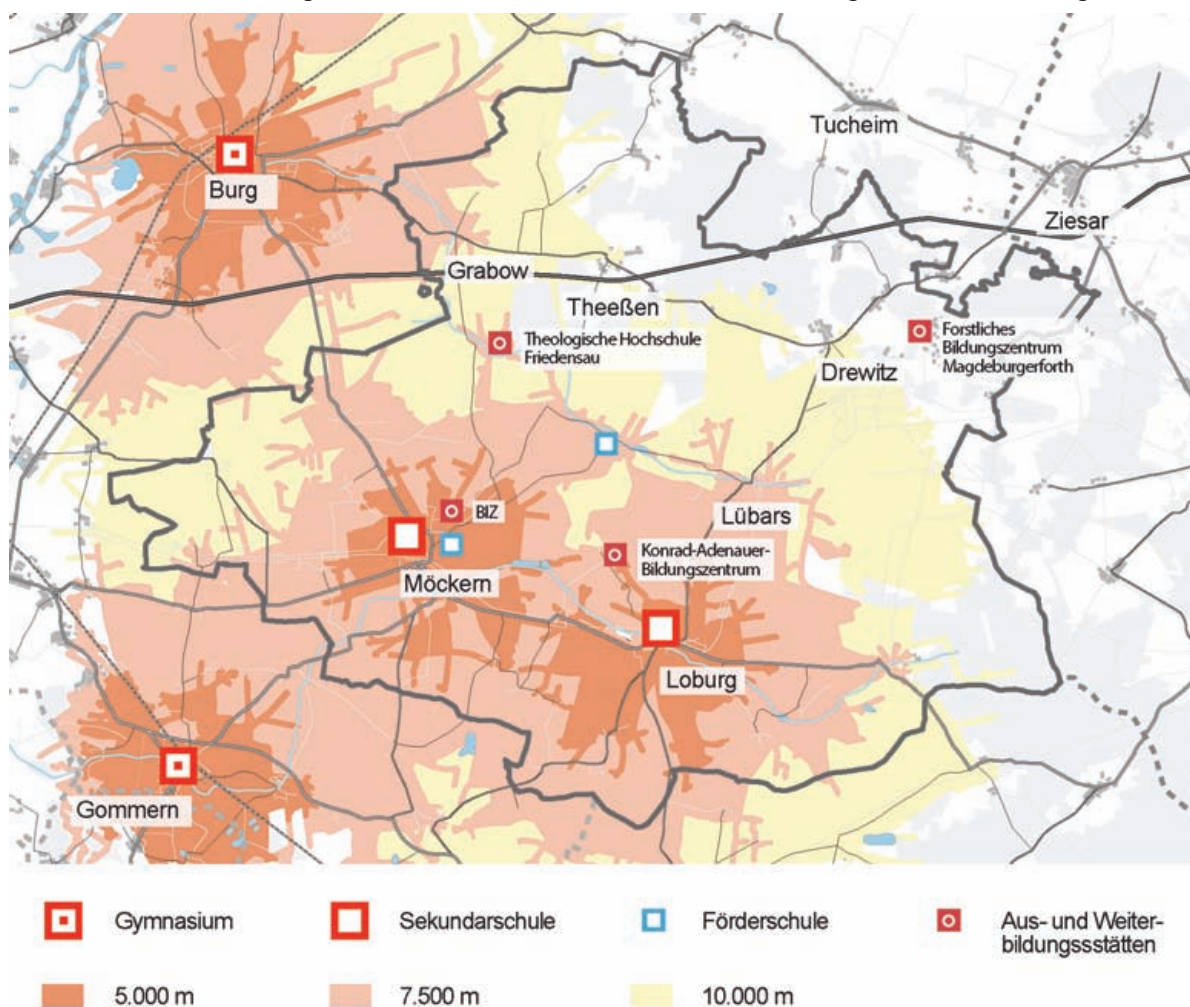 Tucheim
Burg
Ziesar
Grabow
Theeßen
Theologische Hochschule
Friedensau
Forstliches
Bildungszentrum
Magdeburgerforth
Drewitz
BIZ
Lübars
Konrad-Adenauer-
Bildungszentrum
Möckern
Loburg
Gommern
Gymnasium
Sekundarschule
Förderschule
Aus- und Weiter-
bildungssstätten
5.000 m
7.500 m
10.000 m